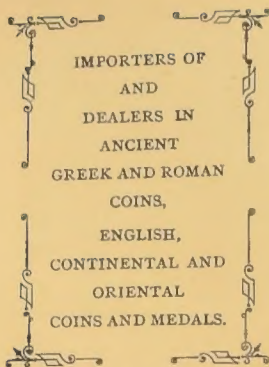 IMPORTERS OF
AND
DEALERS IN
ANCIENT
GREEK AND ROMAN
COINS,
ENGLISH,
CONTINENTAL AND
ORIENTAL
COINS AND MEDALS.